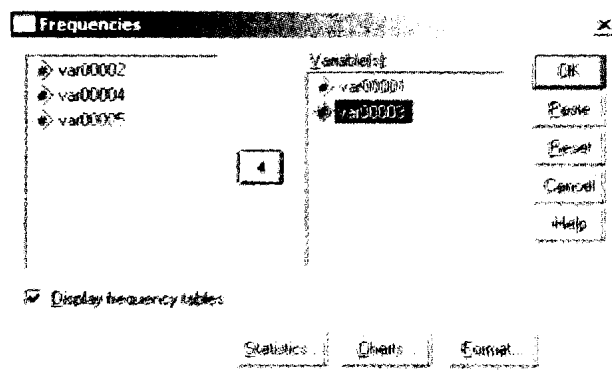 Frequencies
var00002
var00004
var00005
Variable(s):
var00001
var00003
OK
Paste
Reset
Cancel
Help
Display frequency tables
Statistics...
Charts...
Format...